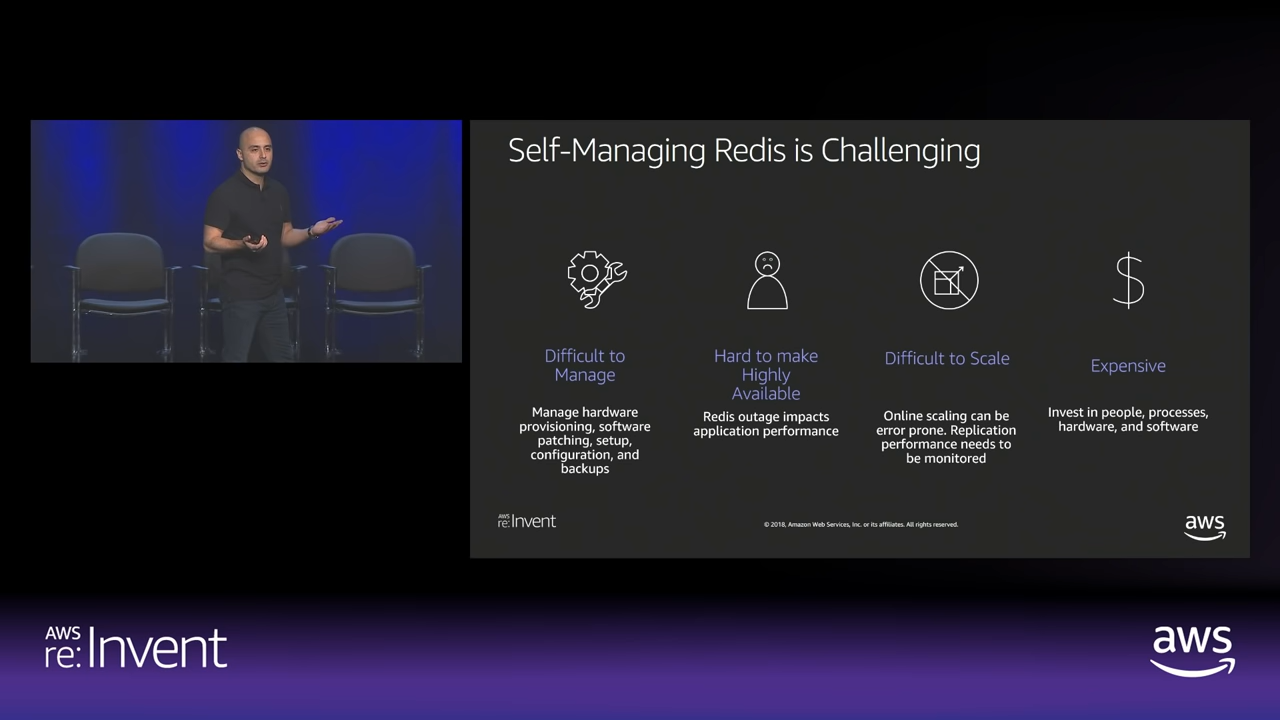 Self-Managing Redis is Challenging
Difficult to
Manage
Manage hardware
provisioning, software
patching, setup,
configuration, and
backups
Hard to make
Highly
Available
Redis outage impacts
application performance
Difficult to Scale
Online scaling can be
error prone. Replication
performance needs to
be monitored
Expensive
Invest in people, processes,
hardware, and software
AWS
re:Invent
© 2018, Amazon Web Services, Inc. or its affiliates. All rights reserved.
aws
AWS
re:Invent
aws